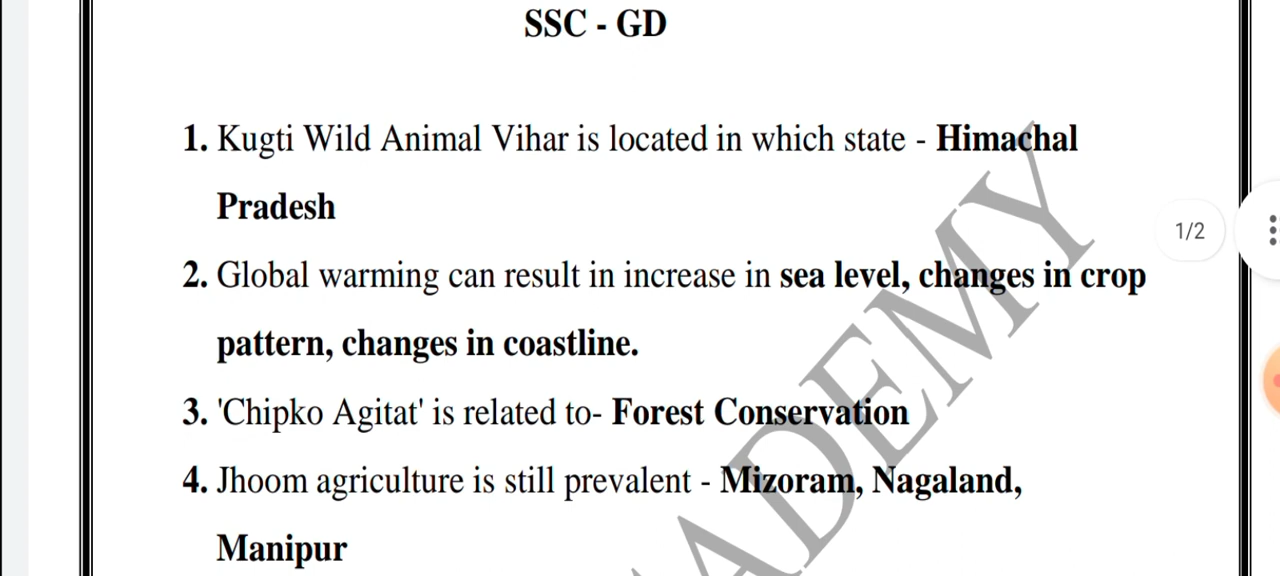 SSC - GD
1. Kugti Wild Animal Vihar is located in which state - Himachal
Pradesh
1/2
2. Global warming can result in increase in sea level, changes in crop
pattern, changes in coastline.
3. 'Chipko Agitat' is related to- Forest Conservation
4. Jhoom agriculture is still prevalent - Mizoram, Nagaland,
Manipur
ADEMY